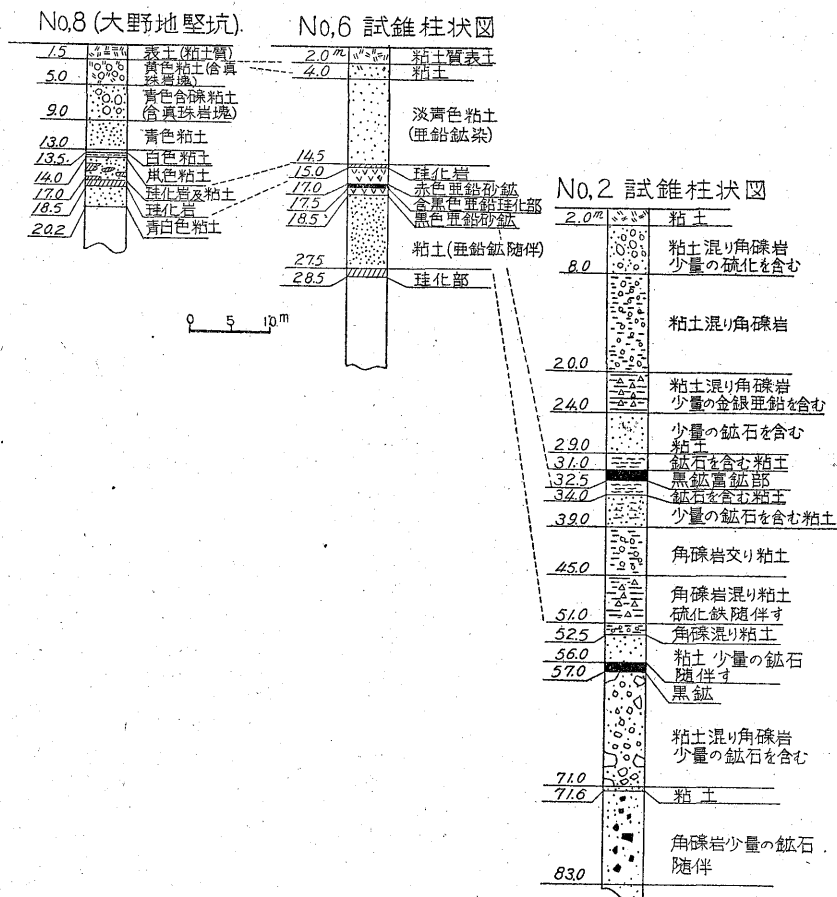 No,8 (大野地堅坑).
1.5 表土(粘土質)
黄色粘土(含真
5.0 珠岩塊)
青色含礫粘土
9.0 (含真珠岩塊)
青色粘土
13.0
13.5 白色粘土
14.0 黒色粘土
17.0 珪化岩及粘土
18.5 珪化岩
20.2 青白色粘土
No,6 試錐柱状図
2.0 m 粘土質表土
4.0 粘土
淡青色粘土
(亜鉛鉱染)
14.5
15.0 珪化岩
17.0 赤色亜鉛砂鉱
17.5 含黒色亜鉛珪化部
18.5 黒色亜鉛砂鉱
粘土(亜鉛鉱随伴)
27.5
28.5 珪化部
0 5 10 m
No,2 試錐柱状図
2.0 m 粘土
粘土混り角礫岩
8.0 少量の硫化を含む
粘土混り角礫岩
20.0
粘土混り角礫岩
24.0 少量の金銀亜鉛を含む
少量の鉱石を含む
29.0 粘土
31.0 鉱石を含む粘土
32.5 黒鉱富鉱部
34.0 鉱石を含む粘土
39.0 少量の鉱石を含む粘土
角礫岩交り粘土
45.0
角礫岩混り粘土
51.0 硫化鉄随伴す
52.5 角礫混り粘土
56.0 粘土 少量の鉱石
57.0 随伴す
黒鉱
粘土混り角礫岩
少量の鉱石を含む
71.0
71.6 粘土
角礫岩少量の鉱石
随伴
83.0